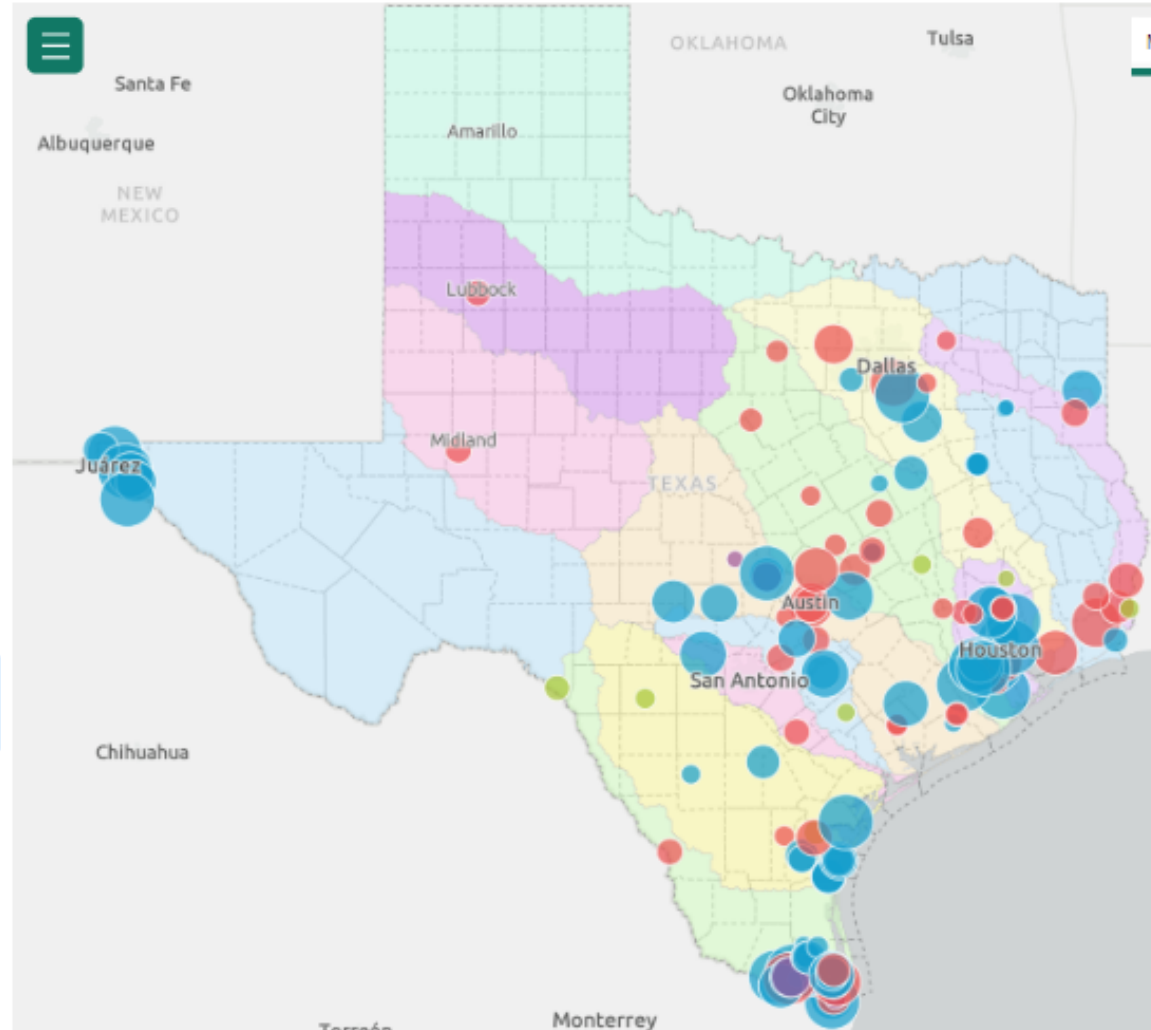 OKLAHOMA
Tulsa
Santa Fe
Oklahoma
City
Amarillo
Albuquerque
NEW
MEXICO
Lubbock
Dallas
Midland
Juárez
TEXAS
Austin
Houston
San Antonio
Chihuahua
Monterrey